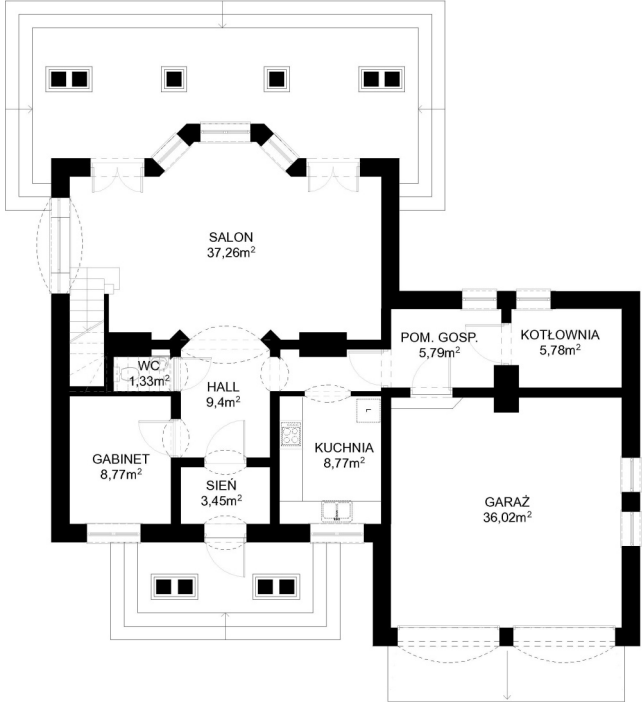 SALON
37,26m²
POM. GOSP.
5,79m²
KOTŁOWNIA
5,78m²
WC
1,33m²
HALL
9,4m²
GABINET
8,77m²
SIEŃ
3,45m²
KUCHNIA
8,77m²
GARAŻ
36,02m²